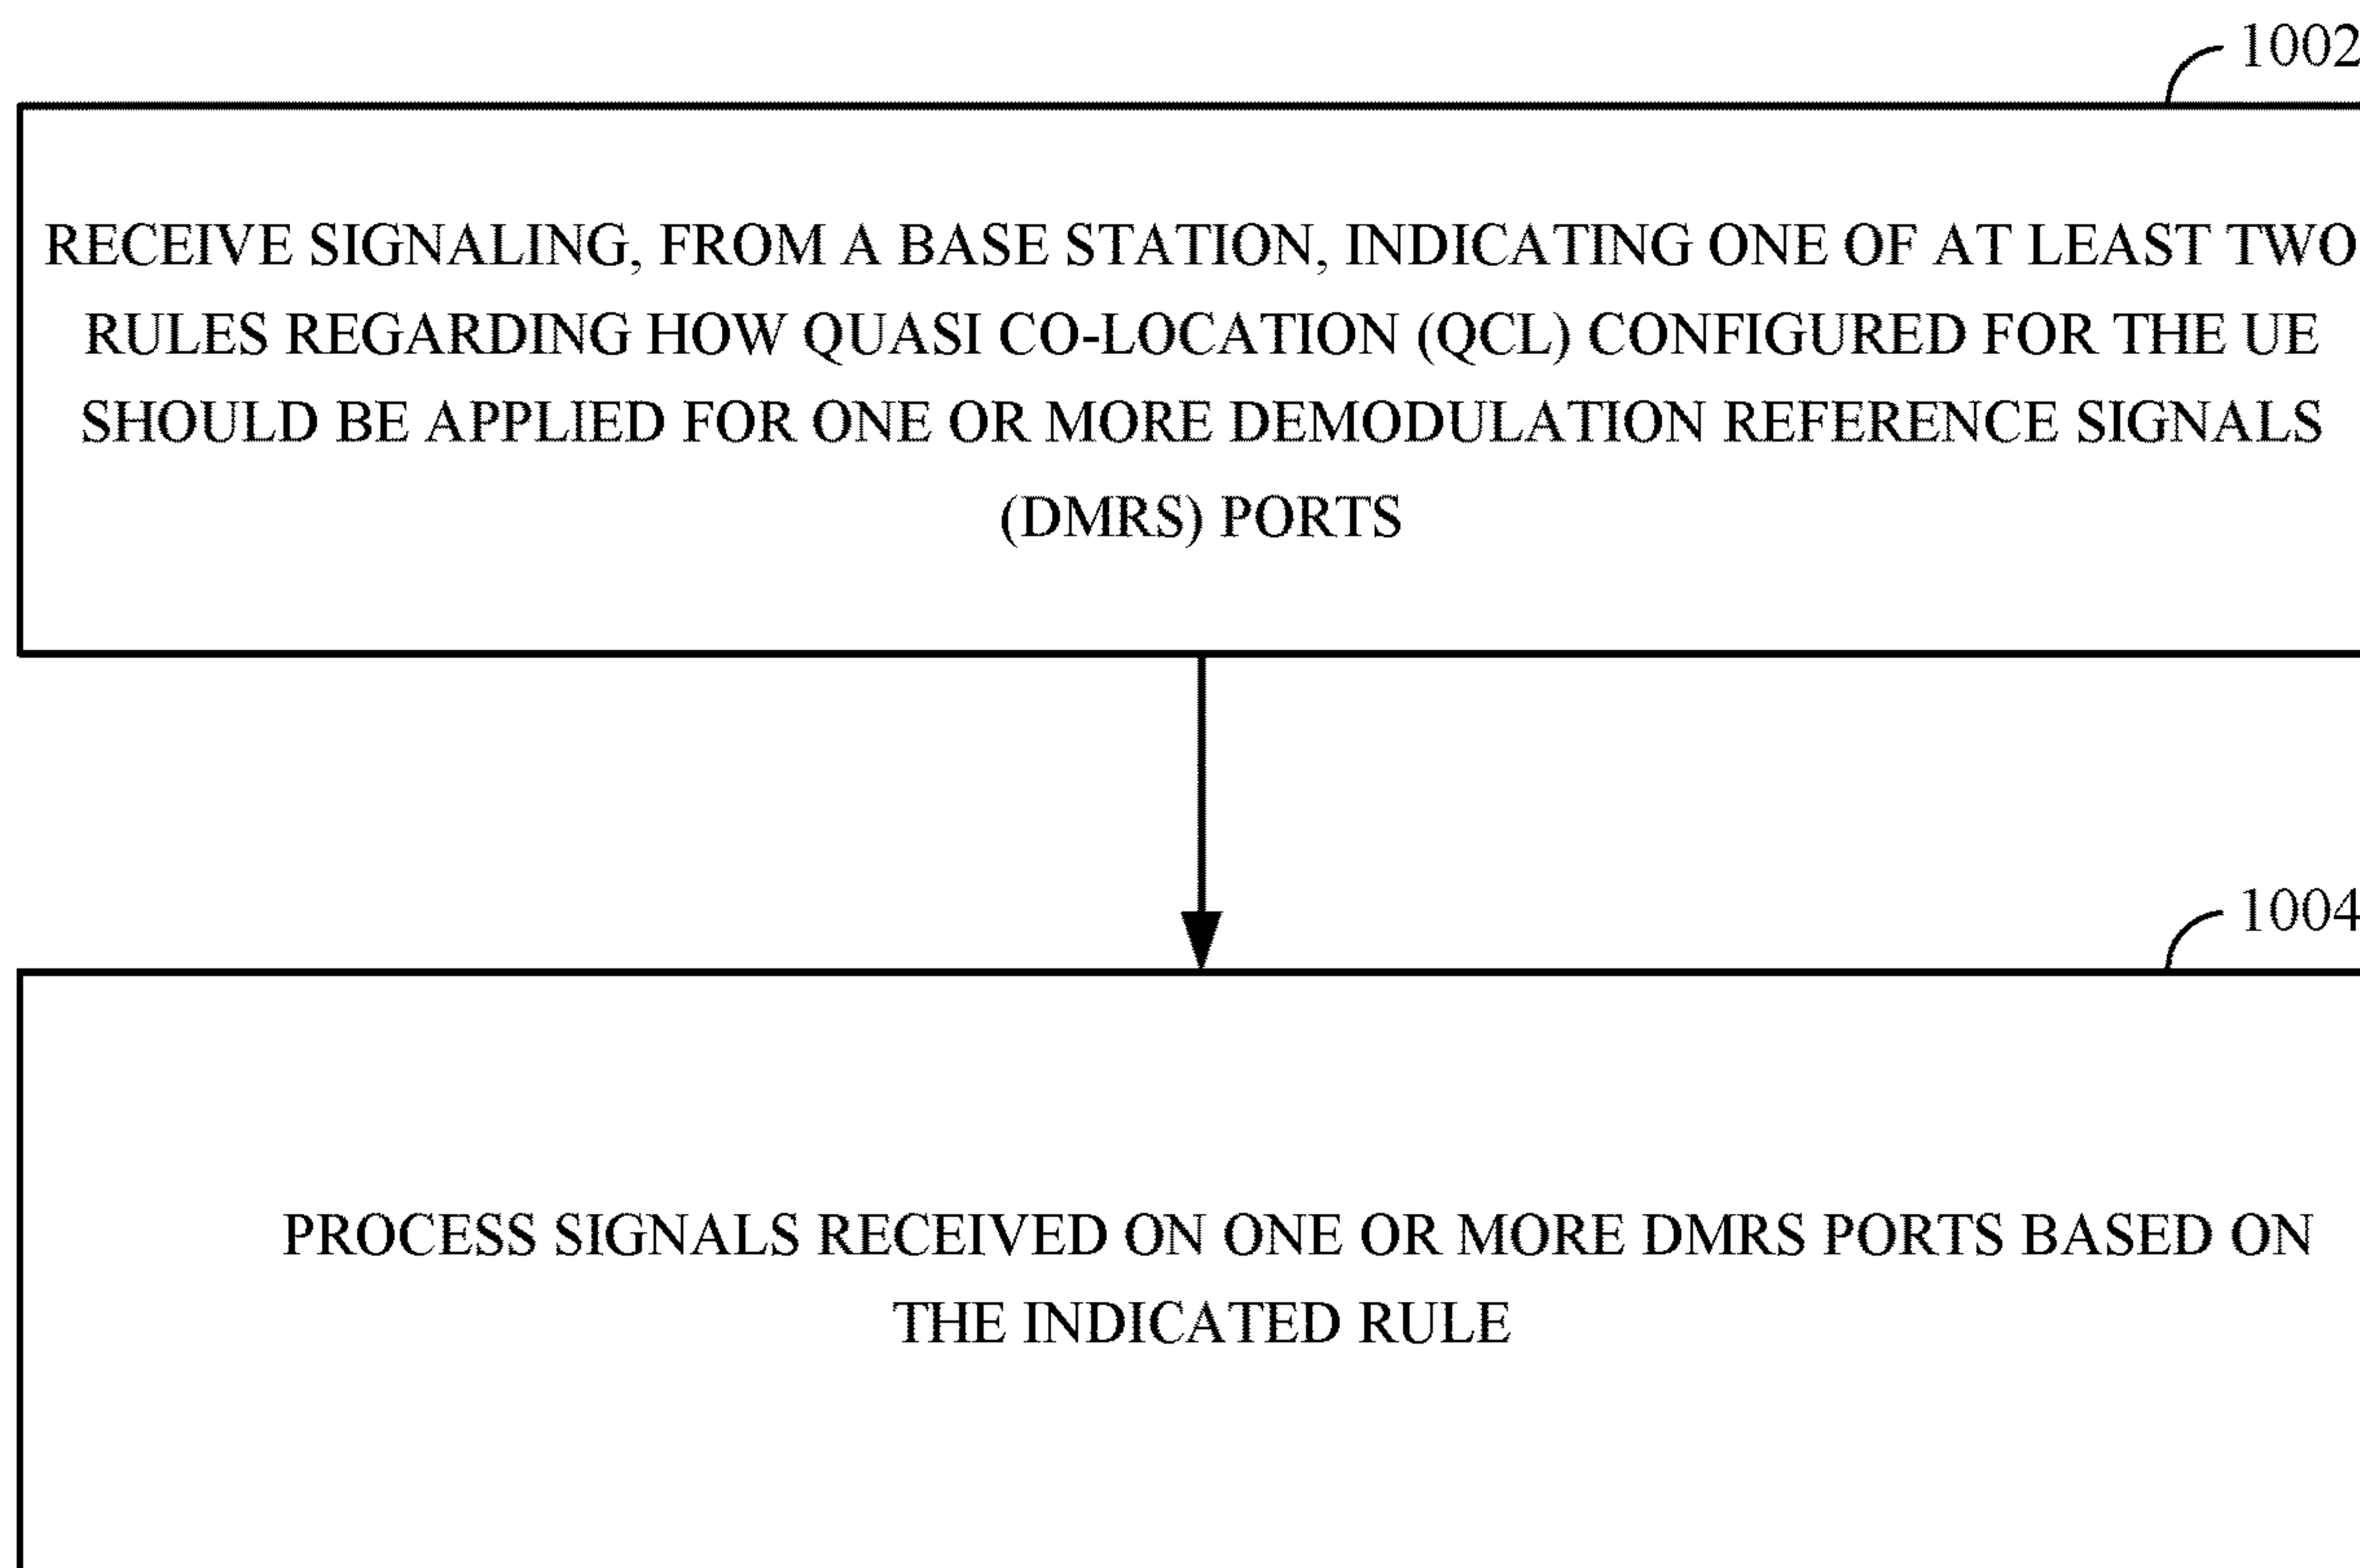 1002
RECEIVE SIGNALING, FROM A BASE STATION, INDICATING ONE OF AT LEAST TWO
RULES REGARDING HOW QUASI CO-LOCATION (QCL) CONFIGURED FOR THE UE
SHOULD BE APPLIED FOR ONE OR MORE DEMODULATION REFERENCE SIGNALS
(DMRS) PORTS
1004
PROCESS SIGNALS RECEIVED ON ONE OR MORE DMRS PORTS BASED ON
THE INDICATED RULE